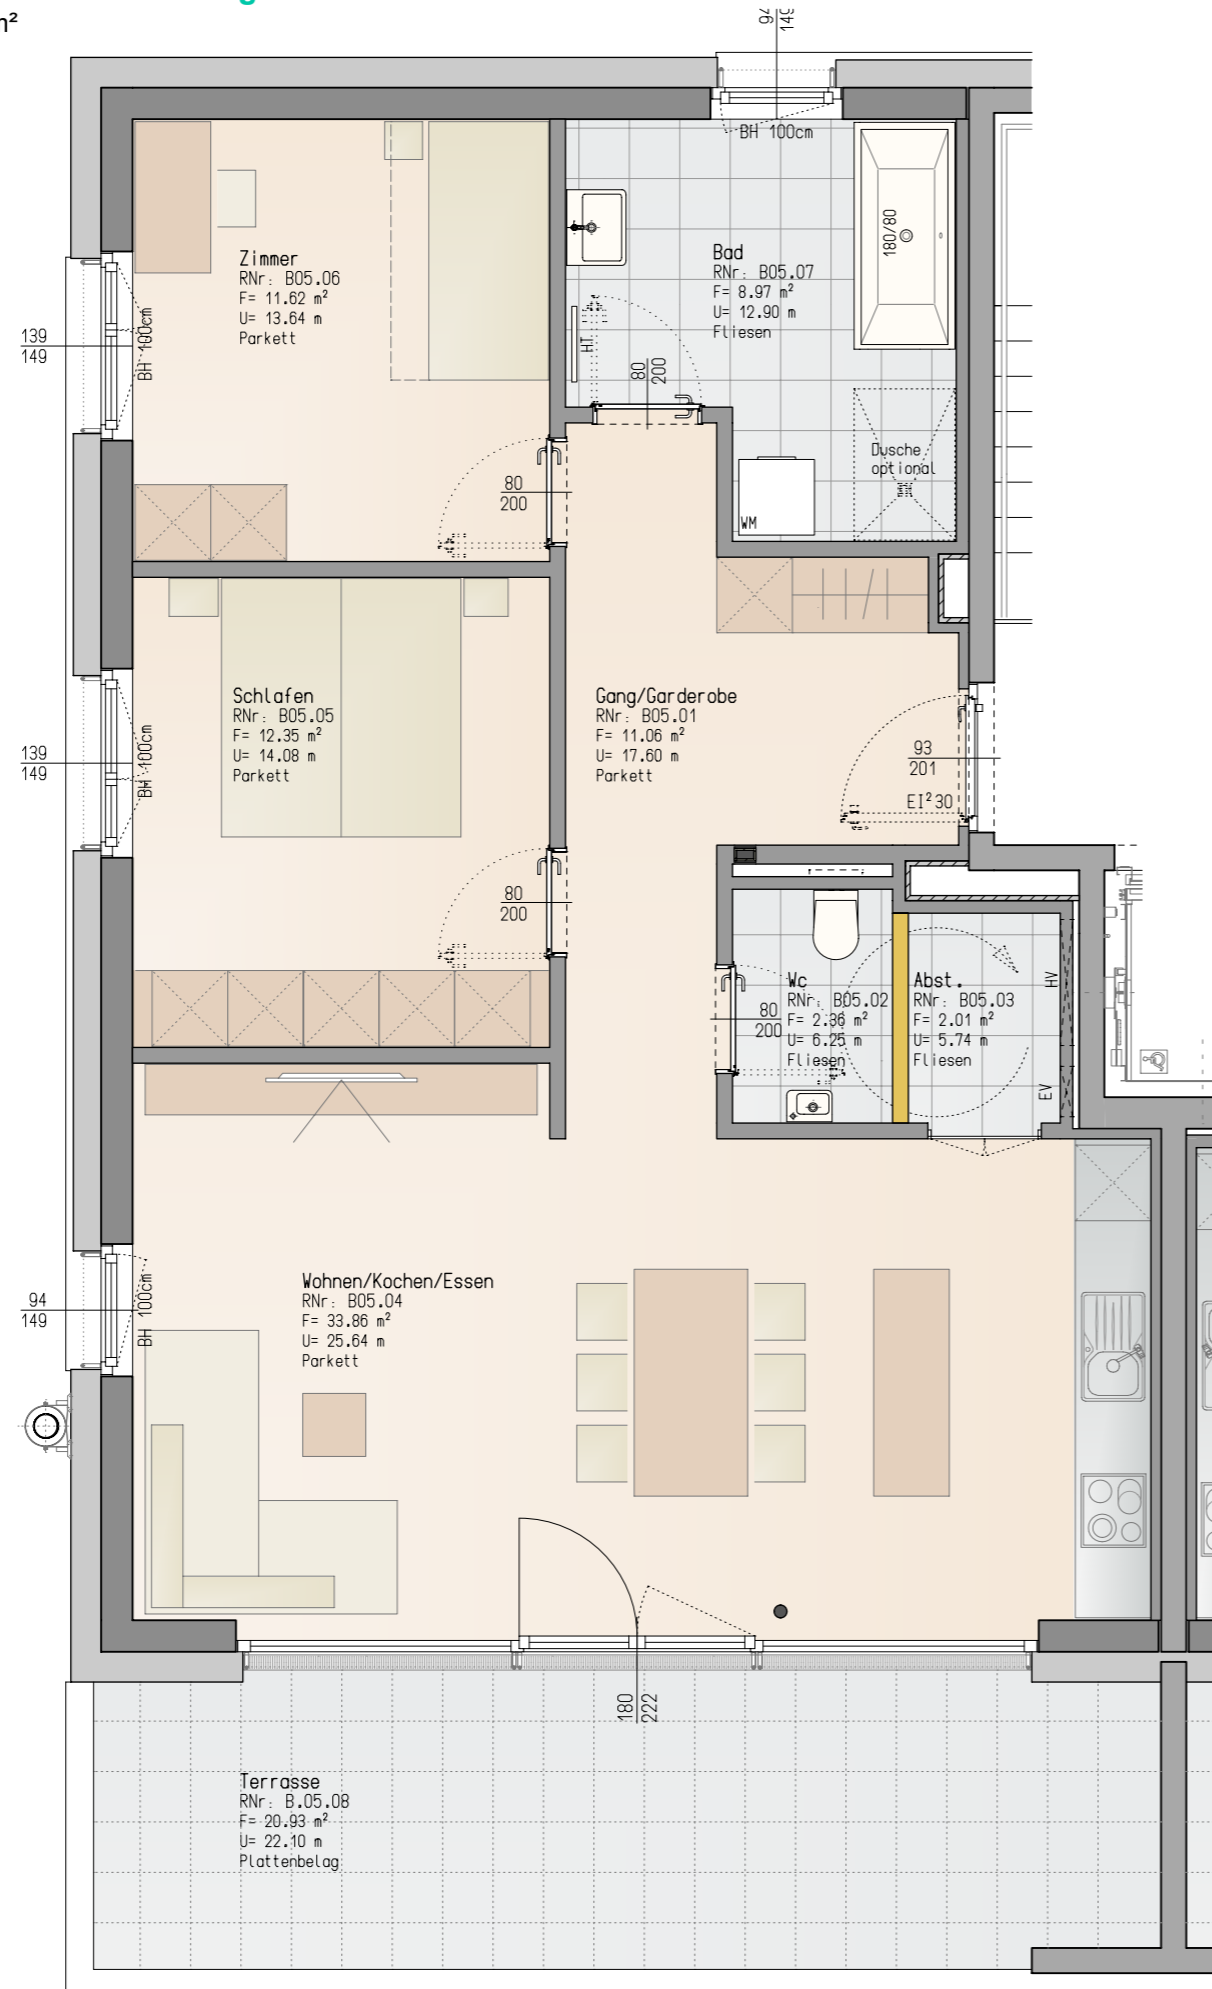 m²
94
140
BH 100cm
180/80
Zimmer
RNr: B05.06
F= 11.62 m²
U= 13.64 m
Parkett
Bad
RNr: B05.07
F= 8.97 m²
U= 12.90 m
Fliesen
139
149
BH 100cm
HT
80
200
80
200
Dusche
optional
WM
Schlafen
RNr: B05.05
F= 12.35 m²
U= 14.08 m
Parkett
Gang/Garderobe
RNr: B05.01
F= 11.06 m²
U= 17.60 m
Parkett
139
149
BH 100cm
93
201
EI²30
80
200
Wc
RNr: B05.02
F= 2.36 m²
U= 6.25 m
Fliesen
80
200
Abst.
RNr: B05.03
F= 2.01 m²
U= 5.74 m
Fliesen
HV
EV
Wohnen/Kochen/Essen
RNr: B05.04
F= 33.86 m²
U= 25.64 m
Parkett
94
149
BH 100cm
180
222
Terrasse
RNr: B.05.08
F= 20.93 m²
U= 22.10 m
Plattenbelag